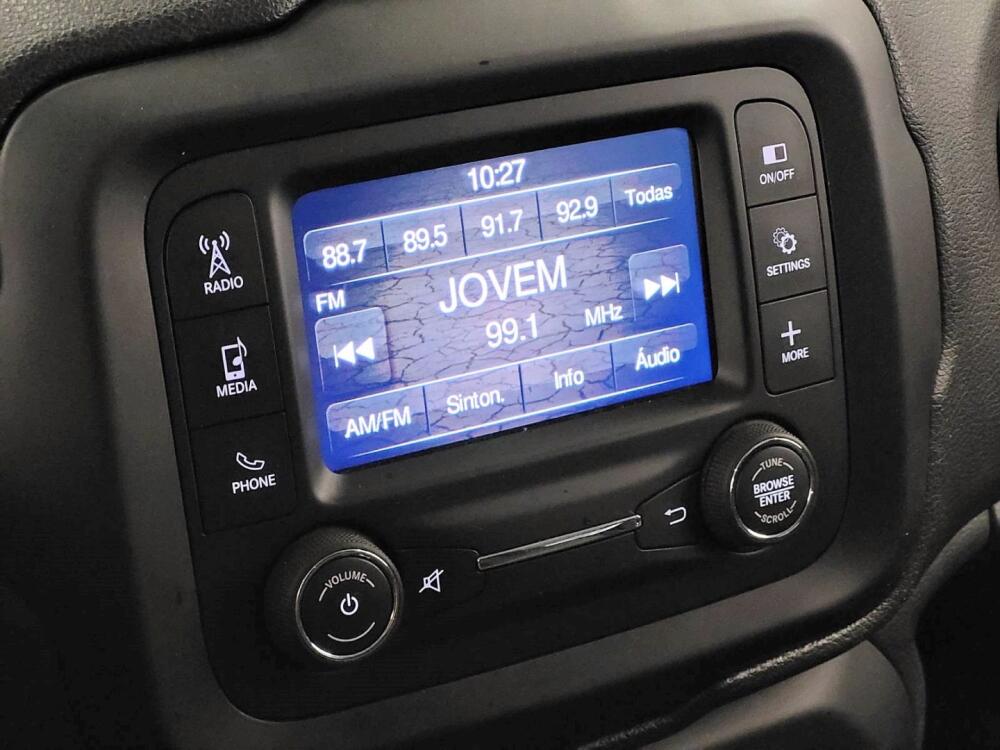 10:27
88.7 89.5 91.7 92.9 Todas
FM
JOVEM
99.1 MHz
AM/FM Sinton. Info Áudio
RADIO
MEDIA
PHONE
ON/OFF
SETTINGS
MORE
VOLUME
TUNE
BROWSE
ENTER
SCROLL